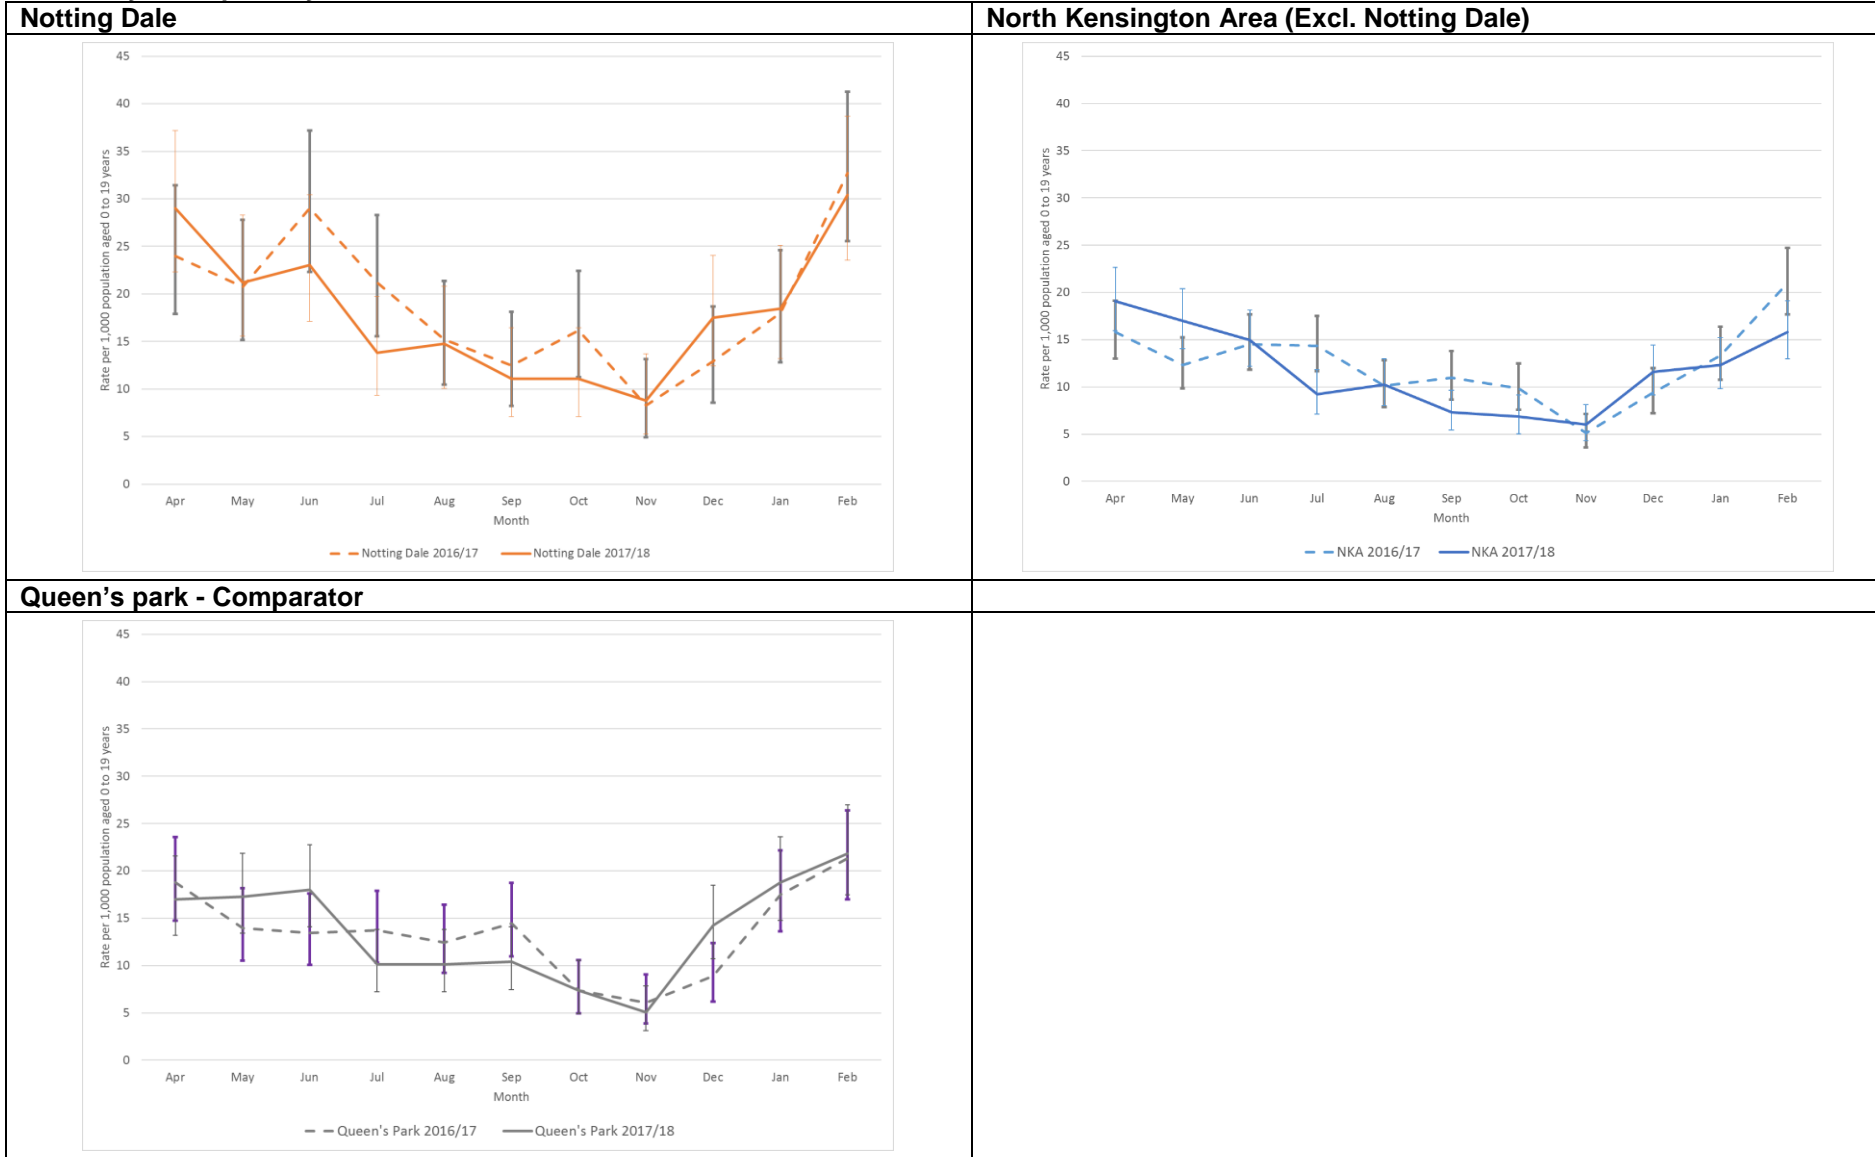 Notting Dale
45
40
35
30
25
20
15
10
5
0
Rate per 1,000 population aged 0 to 19 years
Apr May Jun Jul Aug Sep Oct Nov Dec Jan Feb
Month
Notting Dale 2016/17 Notting Dale 2017/18
North Kensington Area (Excl. Notting Dale)
45
40
35
30
25
20
15
10
5
0
Rate per 1,000 population aged 0 to 19 years
Apr May Jun Jul Aug Sep Oct Nov Dec Jan Feb
Month
NKA 2016/17 NKA 2017/18
Queen’s park - Comparator
45
40
35
30
25
20
15
10
5
0
Rate per 1,000 population aged 0 to 19 years
Apr May Jun Jul Aug Sep Oct Nov Dec Jan Feb
Month
Queen's Park 2016/17 Queen's Park 2017/18